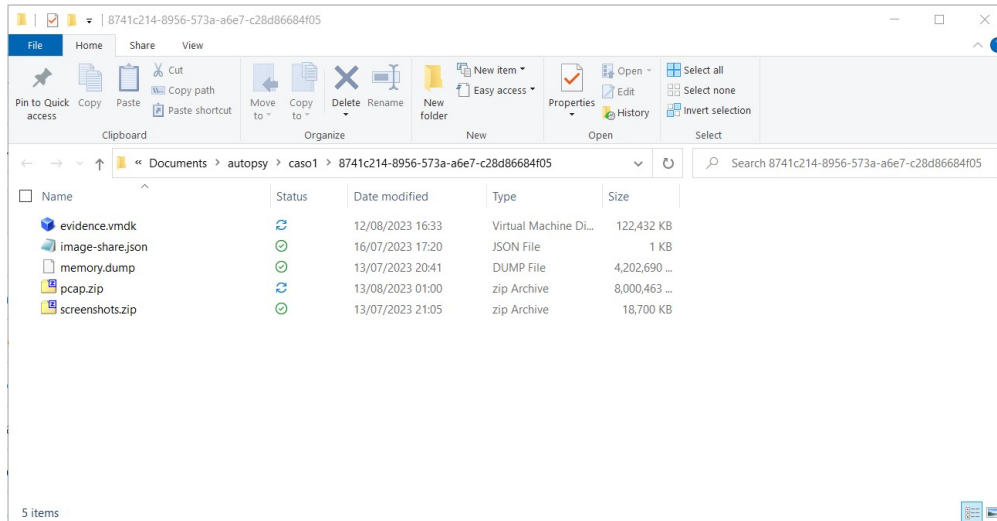 8741c214-8956-573a-a6e7-c28d86684f05
File Home Share View
Pin to Quick access
Copy
Paste
Cut
Copy path
Paste shortcut
Clipboard
Move to
Copy to
Delete
Rename
Organize
New folder
New item
Easy access
New
Properties
Open
Edit
History
Open
Select all
Select none
Invert selection
Select
« Documents > autopsy > caso1 > 8741c214-8956-573a-a6e7-c28d86684f05
Search 8741c214-8956-573a-a6e7-c28d86684f05
Name Status Date modified Type Size
evidence.vmdk 12/08/2023 16:33 Virtual Machine Di... 122,432 KB
image-share.json 16/07/2023 17:20 JSON File 1 KB
memory.dump 13/07/2023 20:41 DUMP File 4,202,690 ...
pcap.zip 13/08/2023 01:00 zip Archive 8,000,463 ...
screenshots.zip 13/07/2023 21:05 zip Archive 18,700 KB
5 items